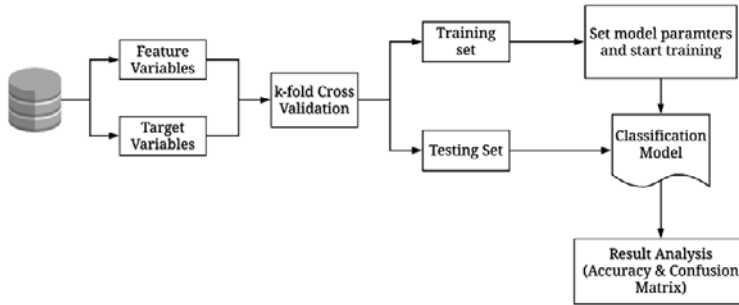 Feature
Variables
Target
Variables
k-fold Cross
Validation
Training
set
Testing Set
Set model paramters
and start training
Classification
Model
Result Analysis
(Accuracy & Confusion
Matrix)